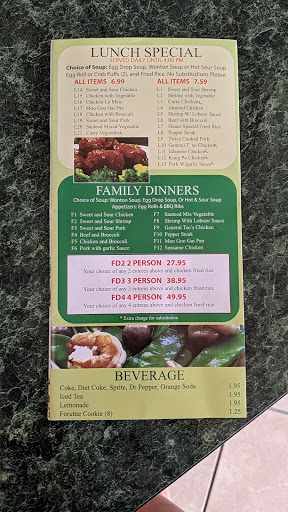 LUNCH SPECIAL
SERVED DAILY UNTIL 4:00 PM
Choice of Soup: Egg Drop Soup, Wonton Soup or Hot Sour Soup
Egg Roll or Crab Puffs (2), and Fried Rice. No Substitutions Please.
ALL ITEMS 6.99
L14 Sweet and Sour Chicken
L15 Chicken with Vegetable
L16 Chicken Lo Mein
L17 Moo Goo Gai Pan
L18 Chicken with Broccoli
L19 Sweet and Sour Pork
L20 Sauteed Mixed Vegetable
L21 Curry Vegetables
ALL ITEMS 7.59
L1 Sweet and Sour Shrimp
L2 Shrimp with Vegetable
L3 Curry Chicken
L4 Almond Chicken
L5 Shrimp W/ Lobster Sauce
L6 Beef with Broccoli
L7 House Special Fried Rice
L8 Pepper Steak
L9 Twice Cooked Pork
L10 General T' so Chicken
L11 Sesame Chicken
L12 Kung Po Chicken
L13 Pork W/garlic Sauce
FAMILY DINNERS
Choice of Soup: Wonton Soup, Egg Drop Soup, Or Hot & Sour Soup
Appetizers: Egg Rolls & BBQ Ribs
F1 Sweet and Sour Chicken
F2 Sweet and Sour Shrimp
F3 Sweet and Sour Pork
F4 Beef and Broccoli
F5 Chicken and Broccoli
F6 Pork with garlic Sauce
F7 Sauteed Mix Vegetable
F8 Shrimp With Lobster Sauce
F9 General Tso's Chicken
F10 Pepper Steak
F11 Moo Goo Gai Pan
F12 Sesame Chicken
FD2 2 PERSON 27.95
Your choice of any 2 entrees above and chicken fried rice
FD3 3 PERSON 38.95
Your choice of any 3 entrees above and chicken fried rice
FD4 4 PERSON 49.95
Your choice of any 4 entrees above and chicken fried rice
* Extra charge for substitution
BEVERAGE
Coke, Diet Coke, Sprite, Dr Pepper, Orange Soda 1.95
Iced Tea 1.95
Lemonade 1.95
Forutne Cookie (8) 1.25